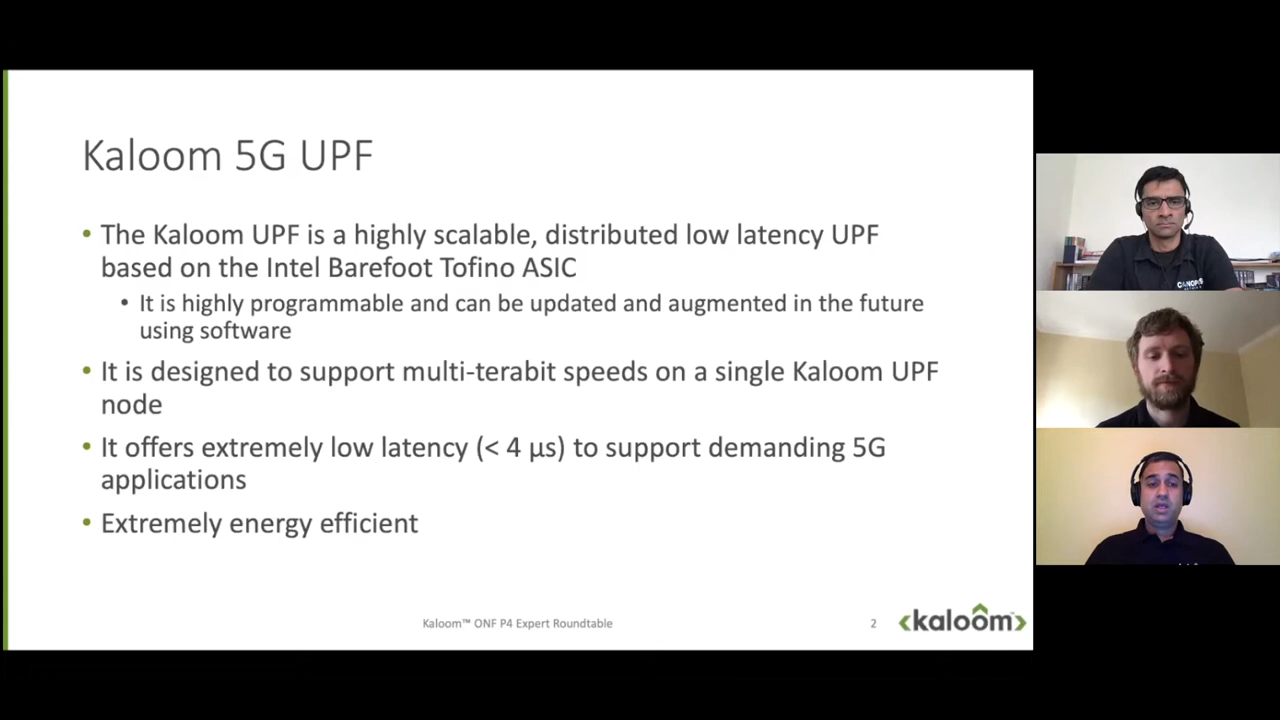 Kaloom 5G UPF
• The Kaloom UPF is a highly scalable, distributed low latency UPF
based on the Intel Barefoot Tofino ASIC
• It is highly programmable and can be updated and augmented in the future
using software
• It is designed to support multi-terabit speeds on a single Kaloom UPF
node
• It offers extremely low latency (< 4 µs) to support demanding 5G
applications
• Extremely energy efficient
Kaloom™ ONF P4 Expert Roundtable
2
kaloom™